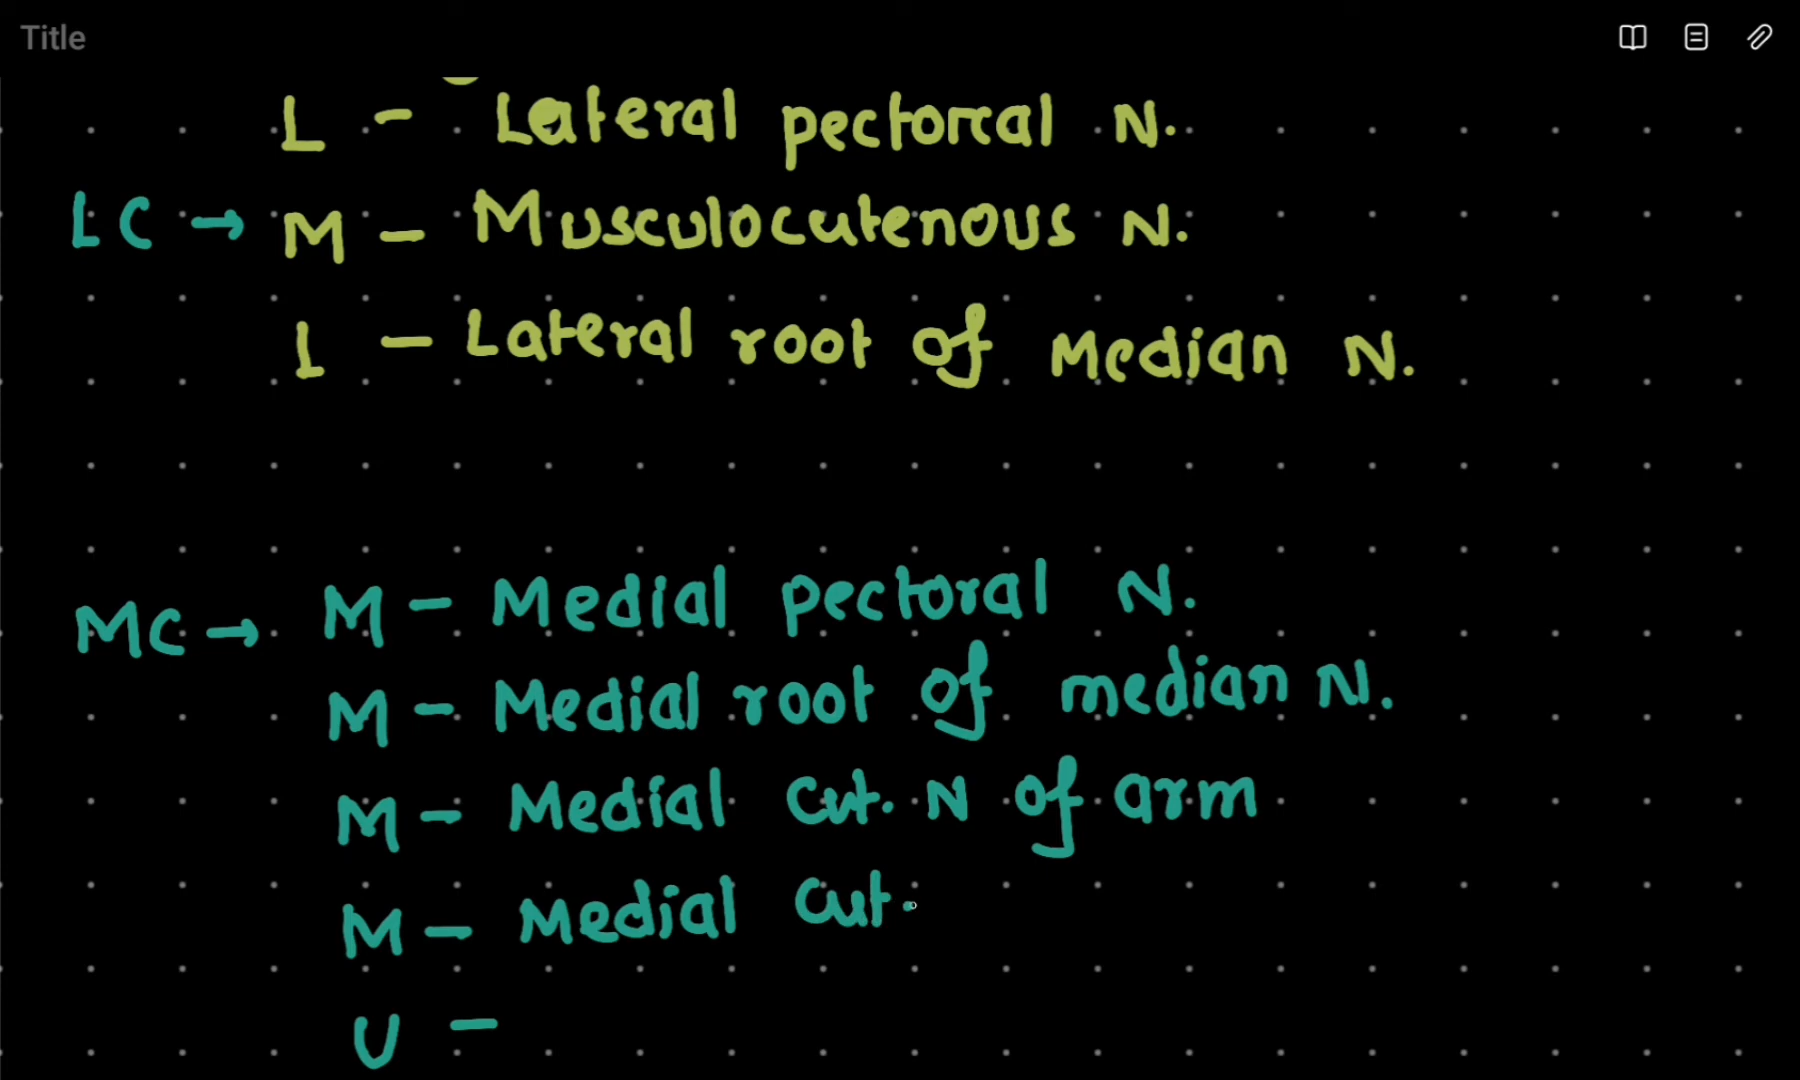 Title
L - Lateral pectoral N.
LC → M - Musculocutenous N.
L - Lateral root of Median N.
MC → M - Medial pectoral N.
M - Medial root of median N.
M - Medial Cut. N of arm
M - Medial Cut.
U -